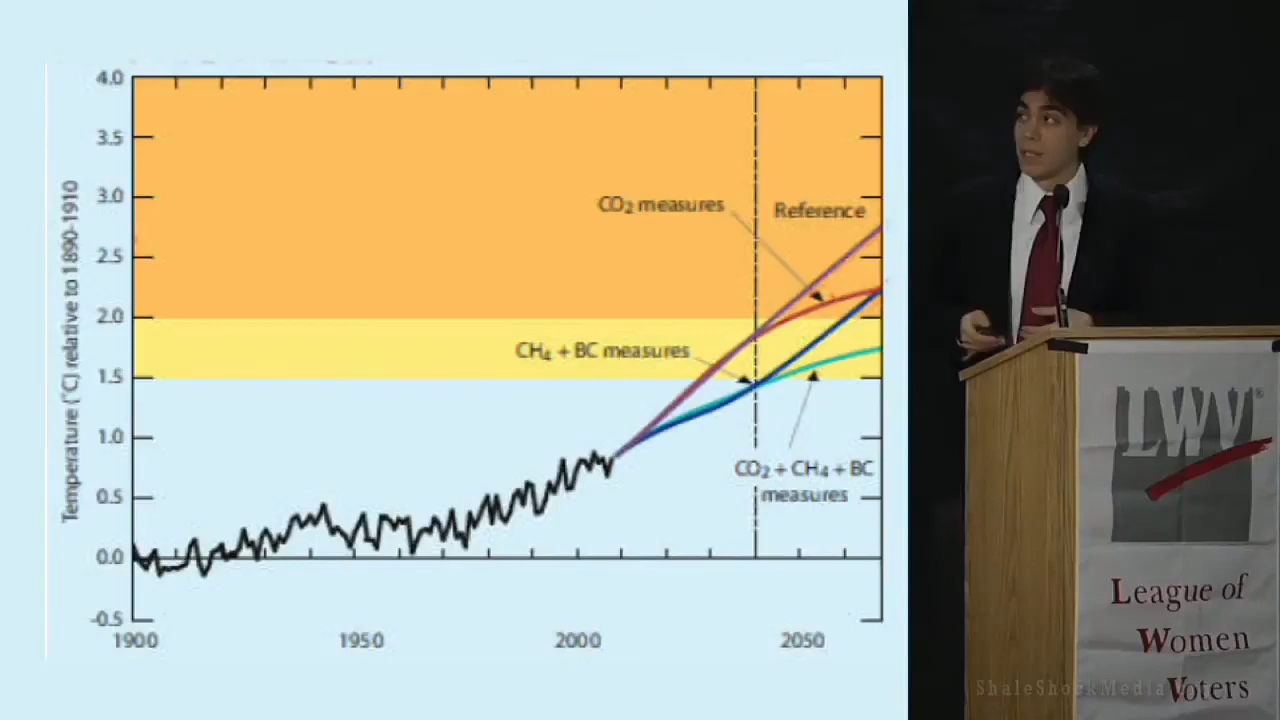 4.0
3.5
3.0
2.5
2.0
1.5
1.0
0.5
0.0
-0.5
Temperature (°C) relative to 1890-1910
1900
1950
2000
2050
CO₂ measures
Reference
CH₄ + BC measures
CO₂ + CH₄ + BC
measures
LWV®
League of
Women
Voters
ShaleShockMedia